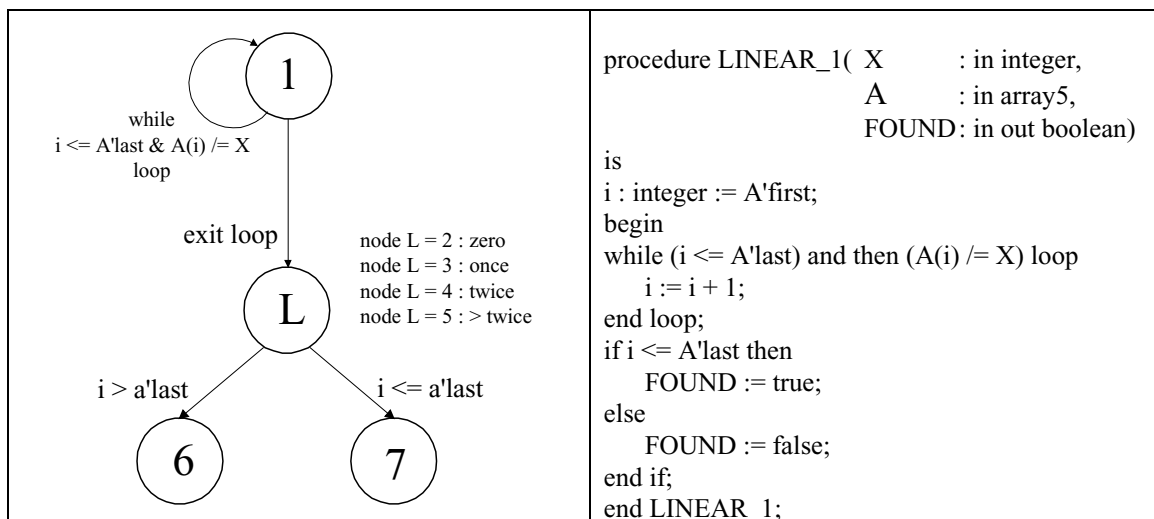 1
while
i <= A'last & A(i) /= X
loop
exit loop
node L = 2 : zero
node L = 3 : once
node L = 4 : twice
node L = 5 : > twice
L
i > a'last
i <= a'last
6
7
procedure LINEAR_1( X : in integer,
A : in array5,
FOUND : in out boolean)
is
i : integer := A'first;
begin
while (i <= A'last) and then (A(i) /= X) loop
i := i + 1;
end loop;
if i <= A'last then
FOUND := true;
else
FOUND := false;
end if;
end LINEAR_1;